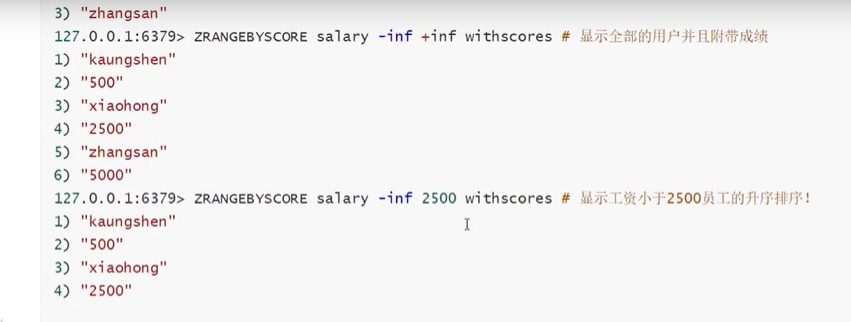 3) "zhangsan"
127.0.0.1:6379> ZRANGEBYSCORE salary -inf +inf withscores # 显示全部的用户并且附带成绩
1) "kaungshen"
2) "500"
3) "xiaohong"
4) "2500"
5) "zhangsan"
6) "5000"
127.0.0.1:6379> ZRANGEBYSCORE salary -inf 2500 withscores # 显示工资小于2500员工的升序排序!
1) "kaungshen"
2) "500"
3) "xiaohong"
4) "2500"